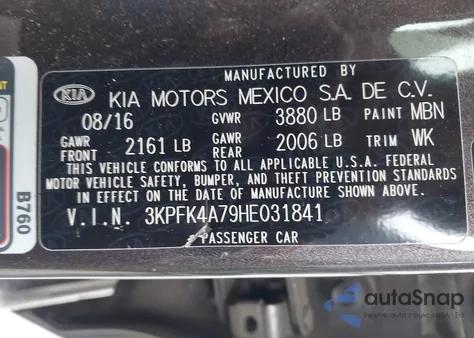 MANUFACTURED BY
KIA KIA MOTORS MEXICO S.A. DE C.V.
08/16 GVWR 3880 LB PAINT MBN
GAWR FRONT 2161 LB GAWR REAR 2006 LB TRIM WK
THIS VEHICLE CONFORMS TO ALL APPLICABLE U.S.A. FEDERAL
MOTOR VEHICLE SAFETY, BUMPER, AND THEFT PREVENTION STANDARDS
IN EFFECT ON THE DATE OF MANUFACTURE SHOWN ABOVE.
V.I.N. 3KPFK4A79HE031841
PASSENGER CAR
B760
autoSnap